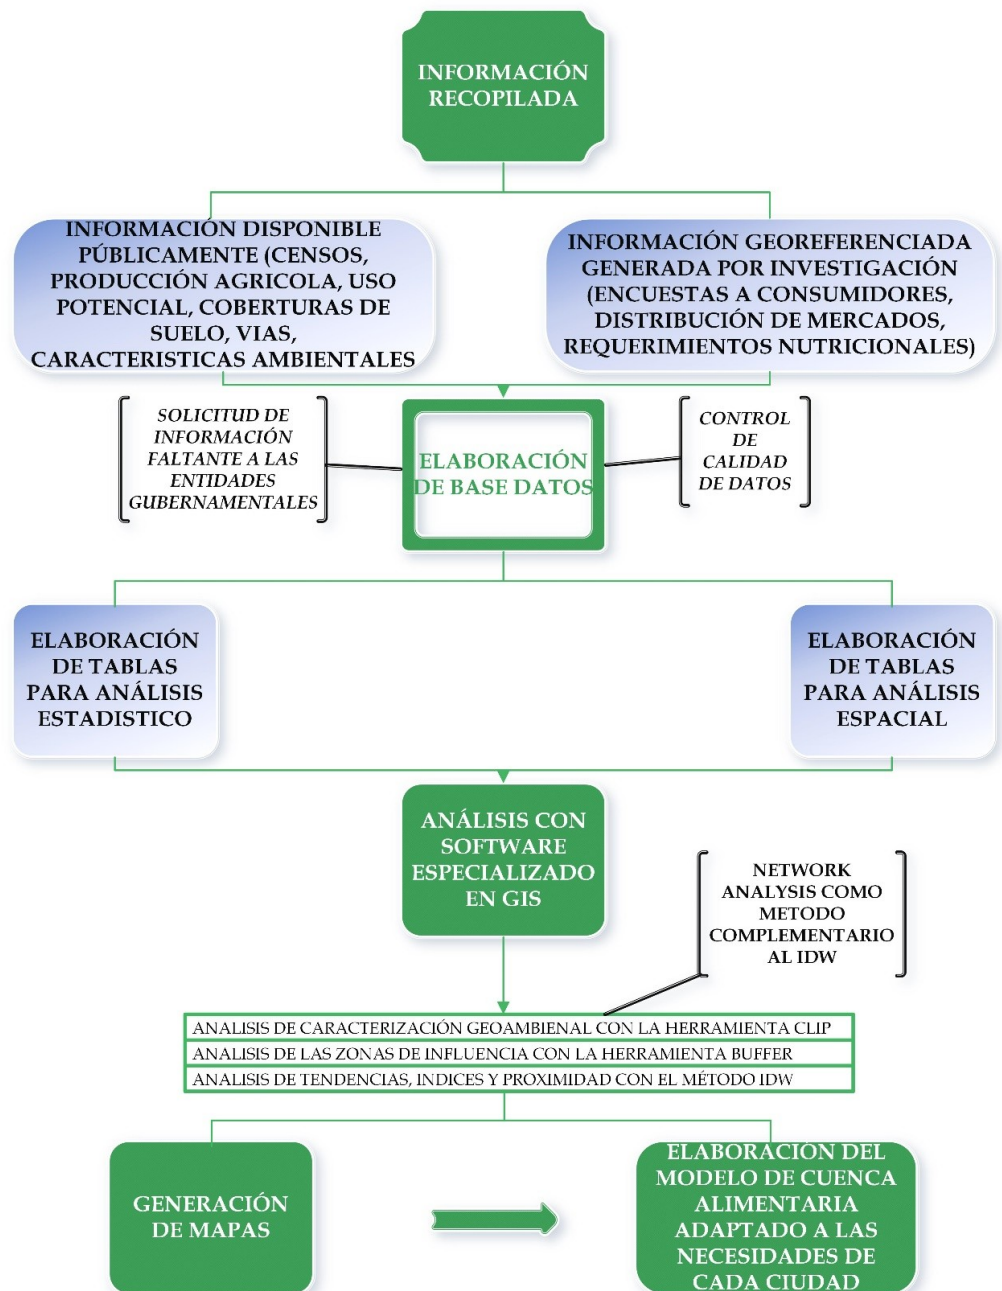 INFORMACIÓN
RECOPILADA
INFORMACIÓN DISPONIBLE
PÚBLICAMENTE (CENSOS,
PRODUCCIÓN AGRICOLA, USO
POTENCIAL, COBERTURAS DE
SUELO, VIAS,
CARACTERISTICAS AMBIENTALES
INFORMACIÓN GEOREFERENCIADA
GENERADA POR INVESTIGACIÓN
(ENCUESTAS A CONSUMIDORES,
DISTRIBUCIÓN DE MERCADOS,
REQUERIMIENTOS NUTRICIONALES)
SOLICITUD DE
INFORMACIÓN
FALTANTE A LAS
ENTIDADES
GUBERNAMENTALES
ELABORACIÓN
DE BASE DATOS
CONTROL
DE
CALIDAD
DE DATOS
ELABORACIÓN
DE TABLAS
PARA ANÁLISIS
ESTADISTICO
ELABORACIÓN
DE TABLAS
PARA ANÁLISIS
ESPACIAL
ANÁLISIS CON
SOFTWARE
ESPECIALIZADO
EN GIS
NETWORK
ANALYSIS COMO
METODO
COMPLEMENTARIO
AL IDW
ANALISIS DE CARACTERIZACIÓN GEOAMBIENAL CON LA HERRAMIENTA CLIP
ANALISIS DE LAS ZONAS DE INFLUENCIA CON LA HERRAMIENTA BUFFER
ANALISIS DE TENDENCIAS, INDICES Y PROXIMIDAD CON EL MÉTODO IDW
GENERACIÓN
DE MAPAS
ELABORACIÓN DEL
MODELO DE CUENCA
ALIMENTARIA
ADAPTADO A LAS
NECESIDADES DE
CADA CIUDAD